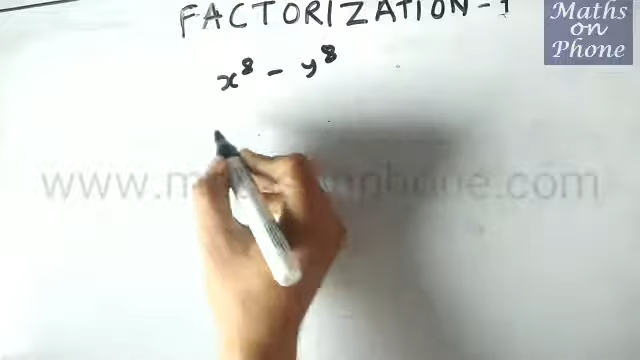 FACTORIZATION - 1
x⁸ - y⁸
Maths
on
Phone